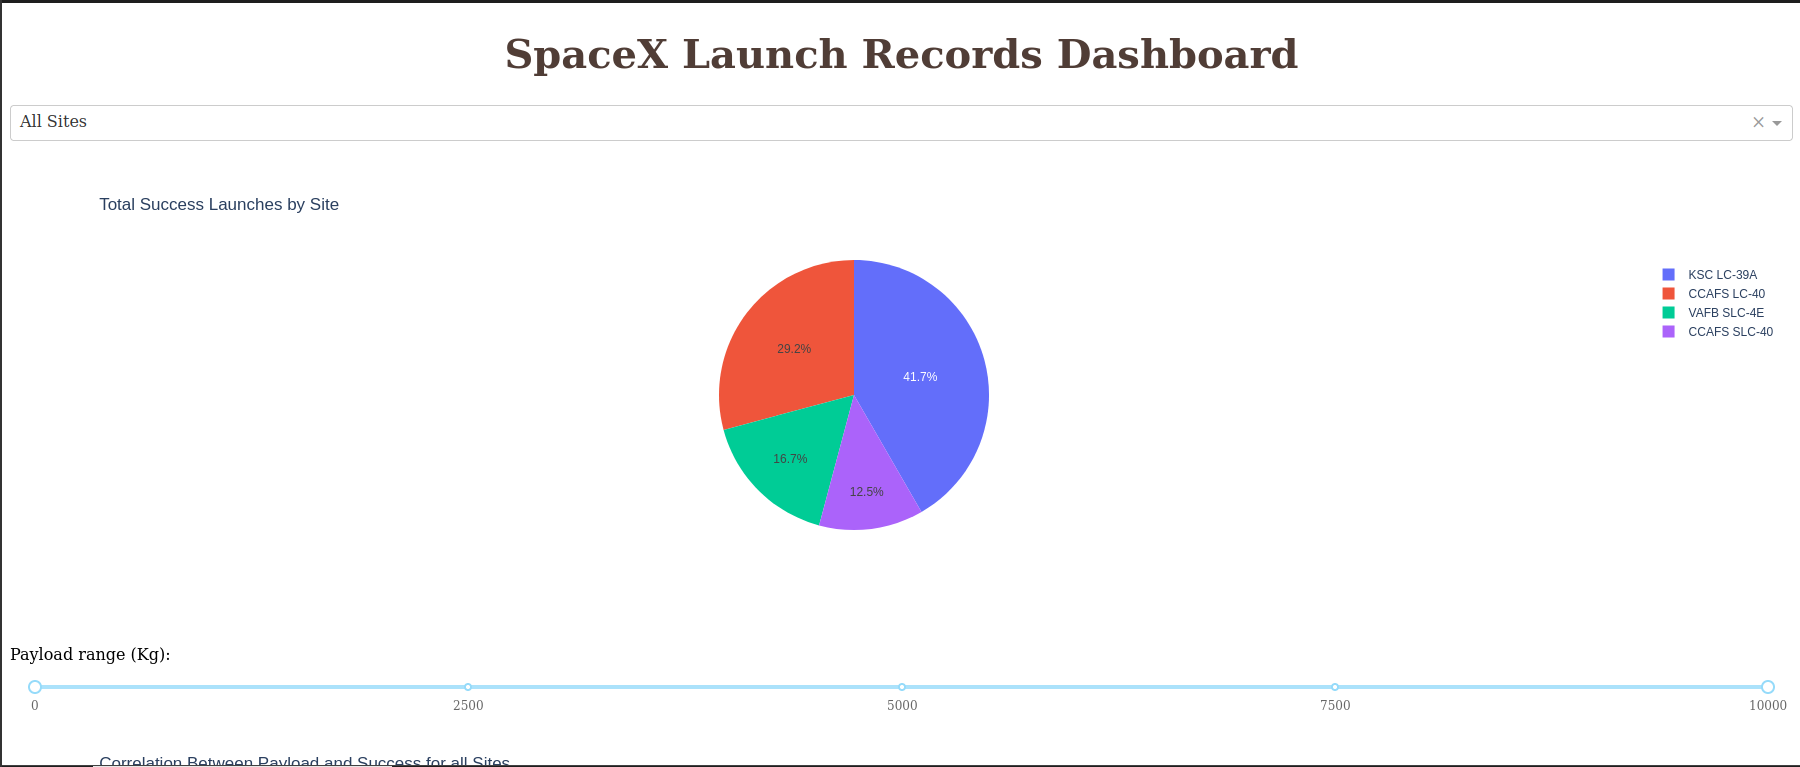 SpaceX Launch Records Dashboard
All Sites
Total Success Launches by Site
KSC LC-39A
CCAFS LC-40
VAFB SLC-4E
CCAFS SLC-40
29.2%
41.7%
16.7%
12.5%
Payload range (Kg):
0 2500 5000 7500 10000
Correlation Between Payload and Success for all Sites